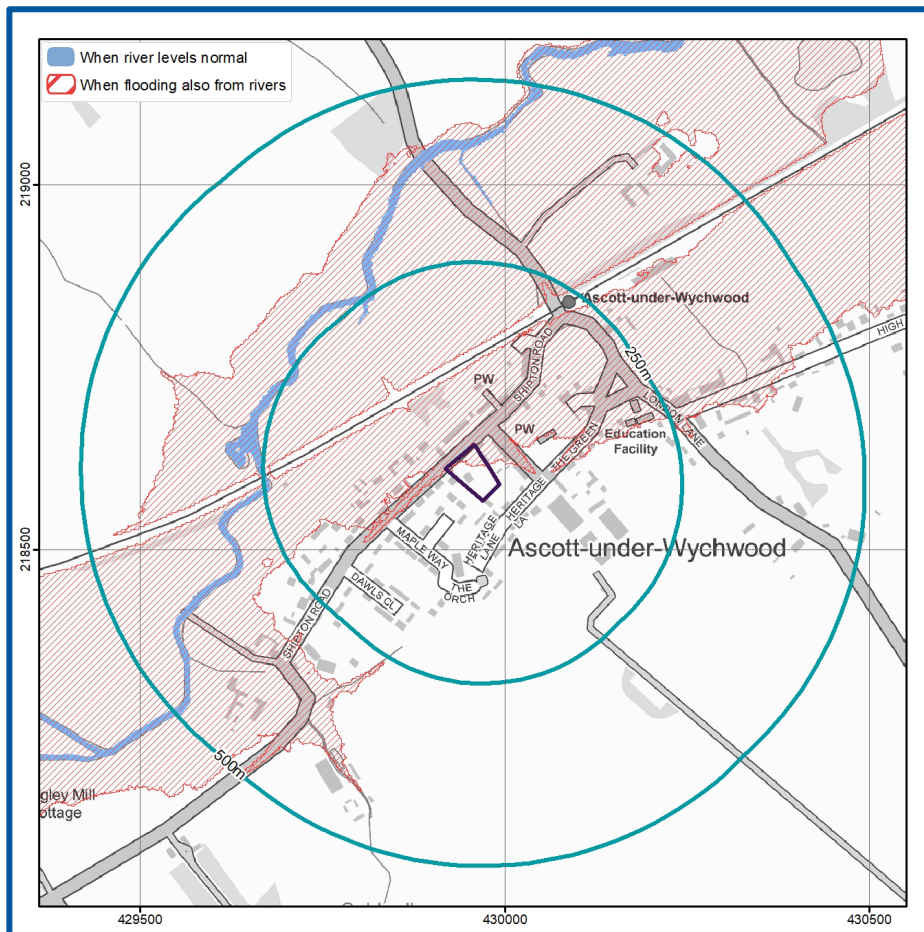 When river levels normal
When flooding also from rivers
219000
Ascott-under-Wychwood
250m
HIGH
SHIPTON ROAD
PW
LONDON LANE
PW
THE GREEN
Education
Facility
HERITAGE
LA
HERITAGE
LANE
218500
Ascott-under-Wychwood
MAPLE WAY
THE
ORCH
DAWLS CL
SHIPTON ROAD
500m
gley Mill
ottage
429500
430000
430500